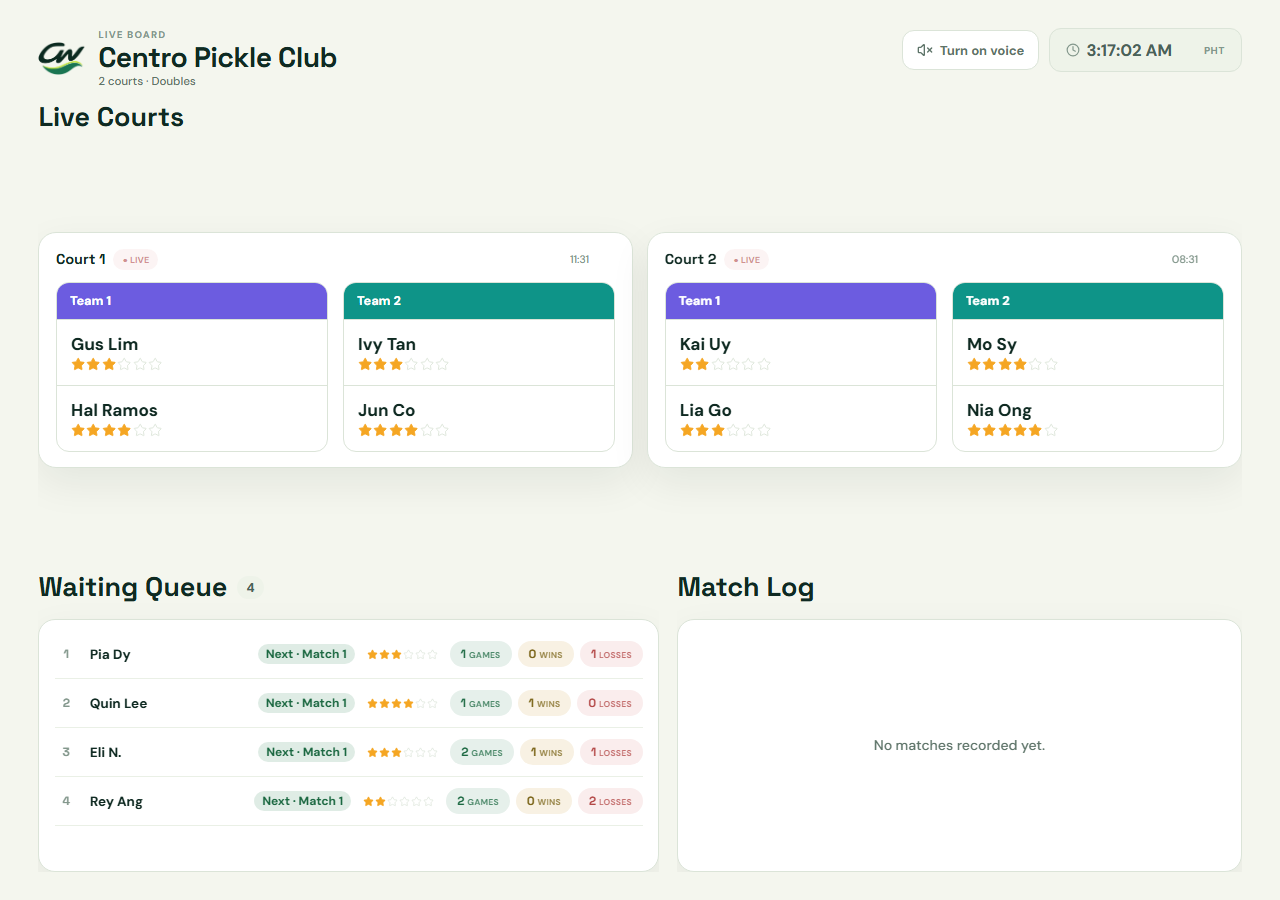 LIVE BOARD
CW
Centro Pickle Club
2 courts · Doubles
Turn on voice
3:17:02 AM PHT
Live Courts
Court 1 • LIVE 11:31
Team 1 Team 2
Gus Lim Ivy Tan
Hal Ramos Jun Co
Court 2 • LIVE 08:31
Team 1 Team 2
Kai Uy Mo Sy
Lia Go Nia Ong
Waiting Queue 4
1 Pia Dy Next · Match 1 1 GAMES 0 WINS 1 LOSSES
2 Quin Lee Next · Match 1 1 GAMES 1 WINS 0 LOSSES
3 Eli N. Next · Match 1 2 GAMES 1 WINS 1 LOSSES
4 Rey Ang Next · Match 1 2 GAMES 0 WINS 2 LOSSES
Match Log
No matches recorded yet.